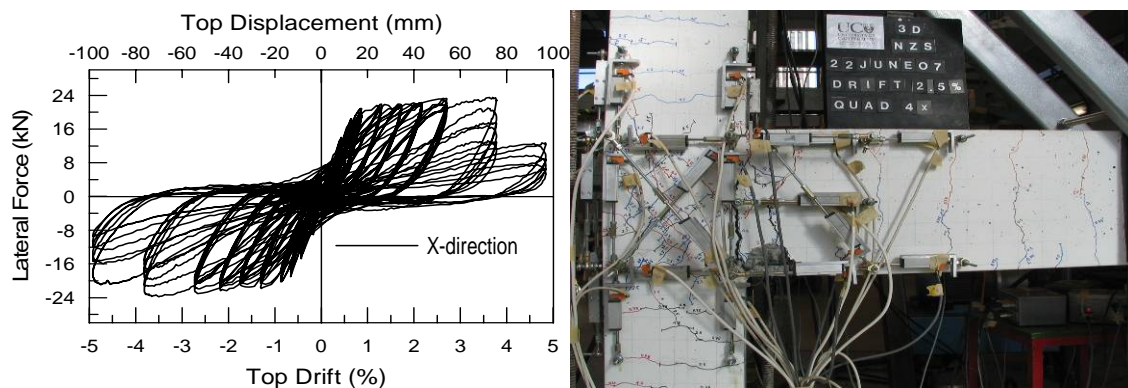 Top Displacement (mm)
-100 -80 -60 -40 -20 0 20 40 60 80 100
Lateral Force (kN)
24
16
8
0
-8
-16
-24
X-direction
-5 -4 -3 -2 -1 0 1 2 3 4 5
Top Drift (%)
UC
3D
NZS
22JUNE07
DRIFT 2.5%
QUAD 4x